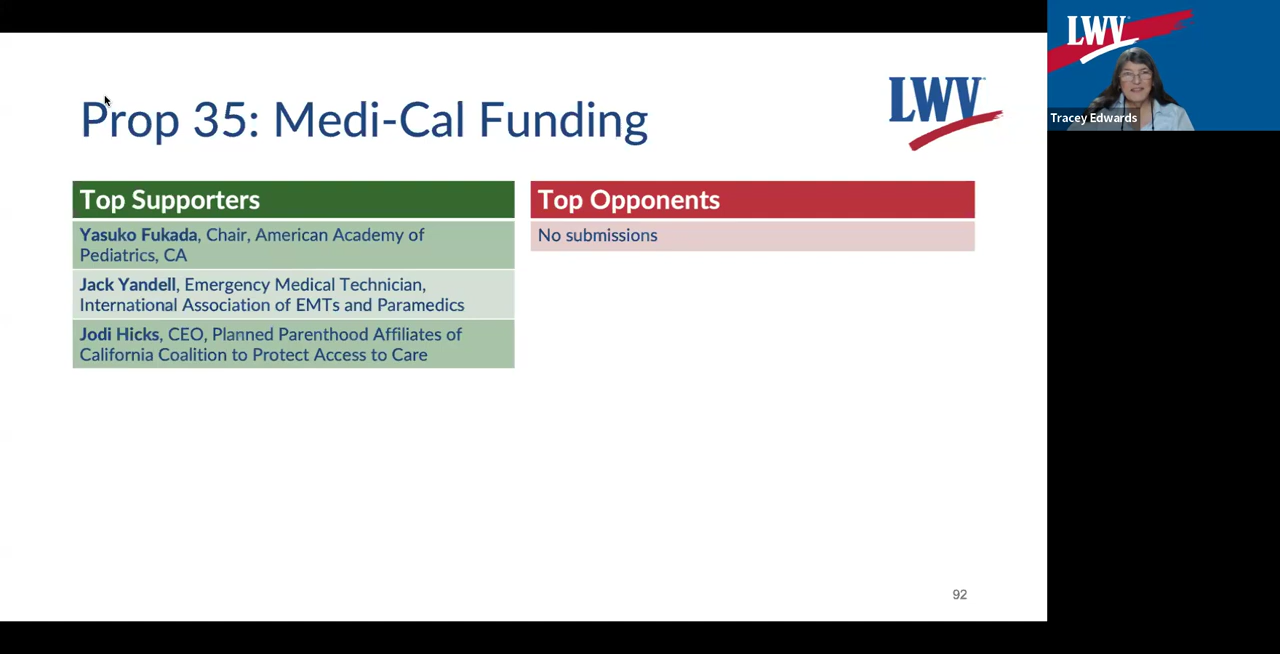 Prop 35: Medi-Cal Funding
LWV
Top Supporters
Yasuko Fukada, Chair, American Academy of
Pediatrics, CA
Jack Yandell, Emergency Medical Technician,
International Association of EMTs and Paramedics
Jodi Hicks, CEO, Planned Parenthood Affiliates of
California Coalition to Protect Access to Care
Top Opponents
No submissions
92
LWV
Tracey Edwards